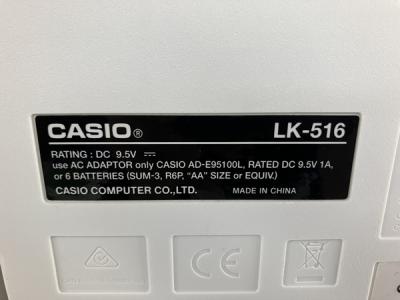 CASIO® LK-516
RATING : DC 9.5V ⎓
use AC ADAPTOR only CASIO AD-E95100L, RATED DC 9.5V 1A,
or 6 BATTERIES (SUM-3, R6P, “AA” SIZE or EQUIV.)
CASIO COMPUTER CO.,LTD. MADE IN CHINA
CE